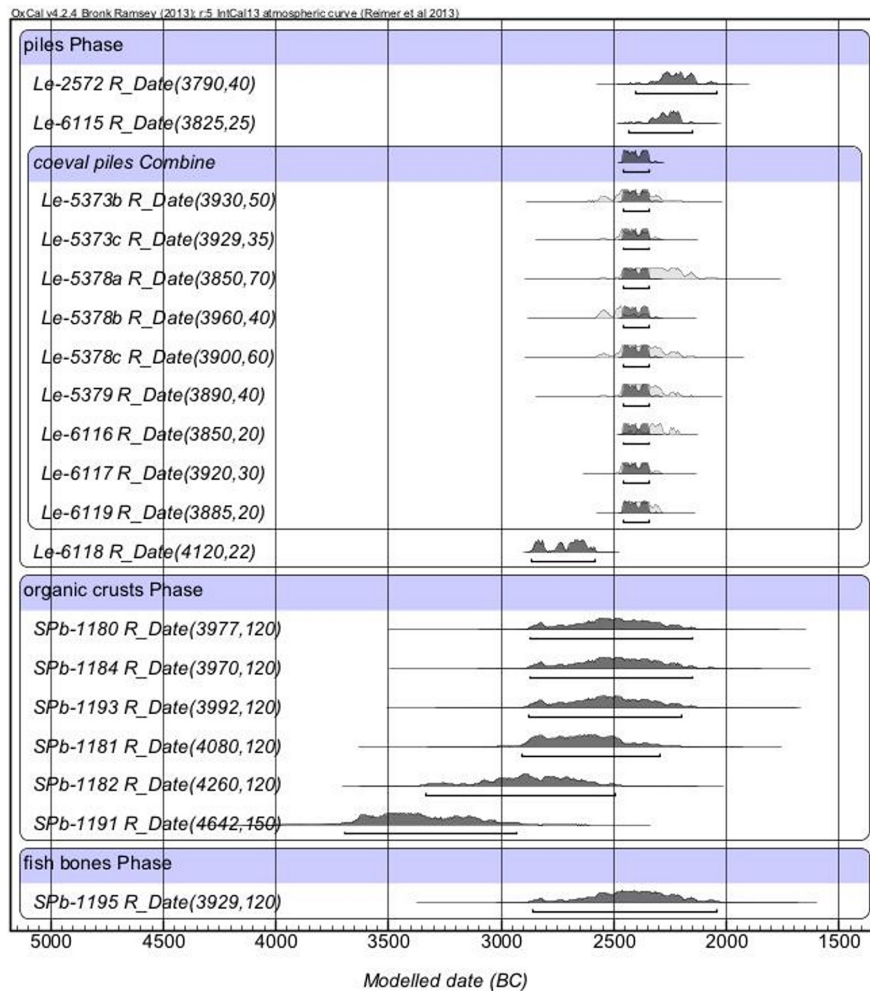 OxCal v4.2.4 Bronk Ramsey (2013); r:5 IntCal13 atmospheric curve (Reimer et al 2013)
piles Phase
Le-2572 R_Date(3790,40)
Le-6115 R_Date(3825,25)
coeval piles Combine
Le-5373b R_Date(3930,50)
Le-5373c R_Date(3929,35)
Le-5378a R_Date(3850,70)
Le-5378b R_Date(3960,40)
Le-5378c R_Date(3900,60)
Le-5379 R_Date(3890,40)
Le-6116 R_Date(3850,20)
Le-6117 R_Date(3920,30)
Le-6119 R_Date(3885,20)
Le-6118 R_Date(4120,22)
organic crusts Phase
SPb-1180 R_Date(3977,120)
SPb-1184 R_Date(3970,120)
SPb-1193 R_Date(3992,120)
SPb-1181 R_Date(4080,120)
SPb-1182 R_Date(4260,120)
SPb-1191 R_Date(4642,150)
fish bones Phase
SPb-1195 R_Date(3929,120)
5000 4500 4000 3500 3000 2500 2000 1500
Modelled date (BC)